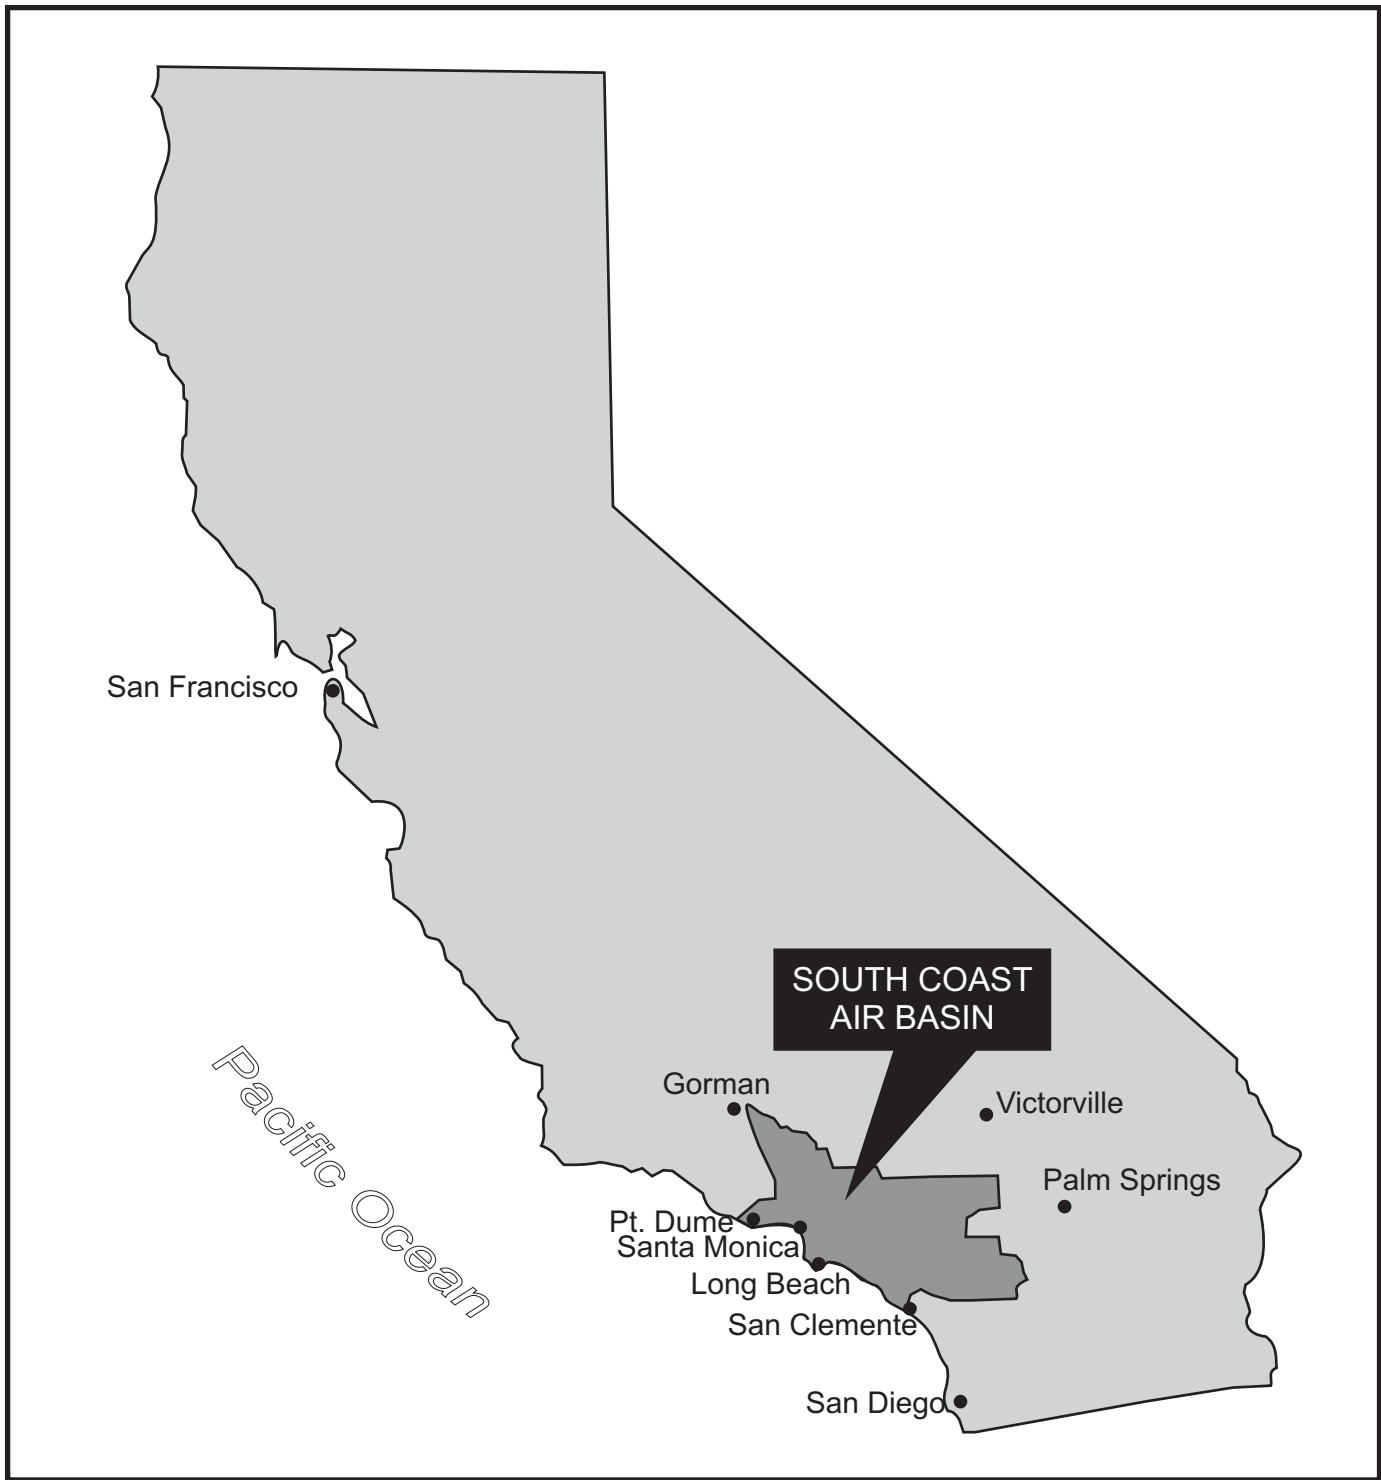 San Francisco
SOUTH COAST
AIR BASIN
Gorman
Victorville
Pacific Ocean
Palm Springs
Pt. Dume
Santa Monica
Long Beach
San Clemente
San Diego